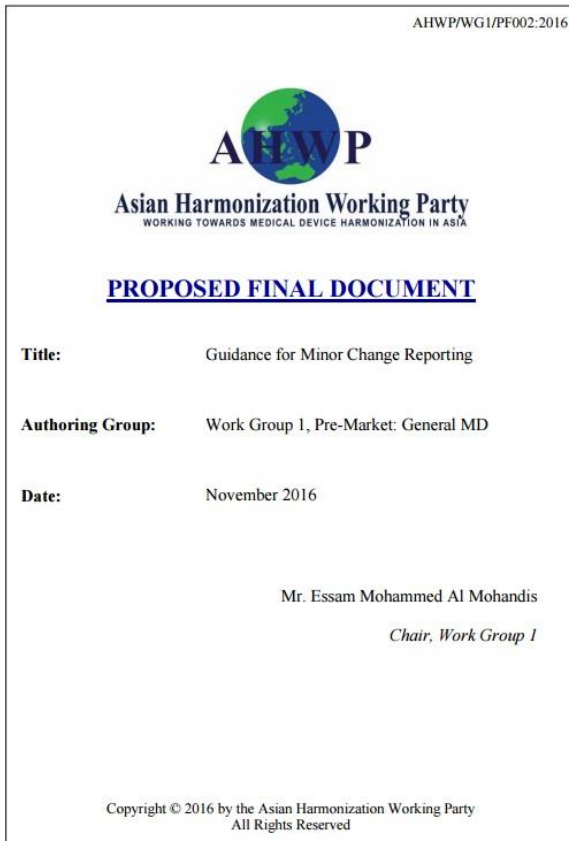 AHWP/WG1/PF002:2016
AHWP
Asian Harmonization Working Party
WORKING TOWARDS MEDICAL DEVICE HARMONIZATION IN ASIA
PROPOSED FINAL DOCUMENT
Title: Guidance for Minor Change Reporting
Authoring Group: Work Group 1, Pre-Market: General MD
Date: November 2016
Mr. Essam Mohammed Al Mohandis
Chair, Work Group 1
Copyright © 2016 by the Asian Harmonization Working Party
All Rights Reserved